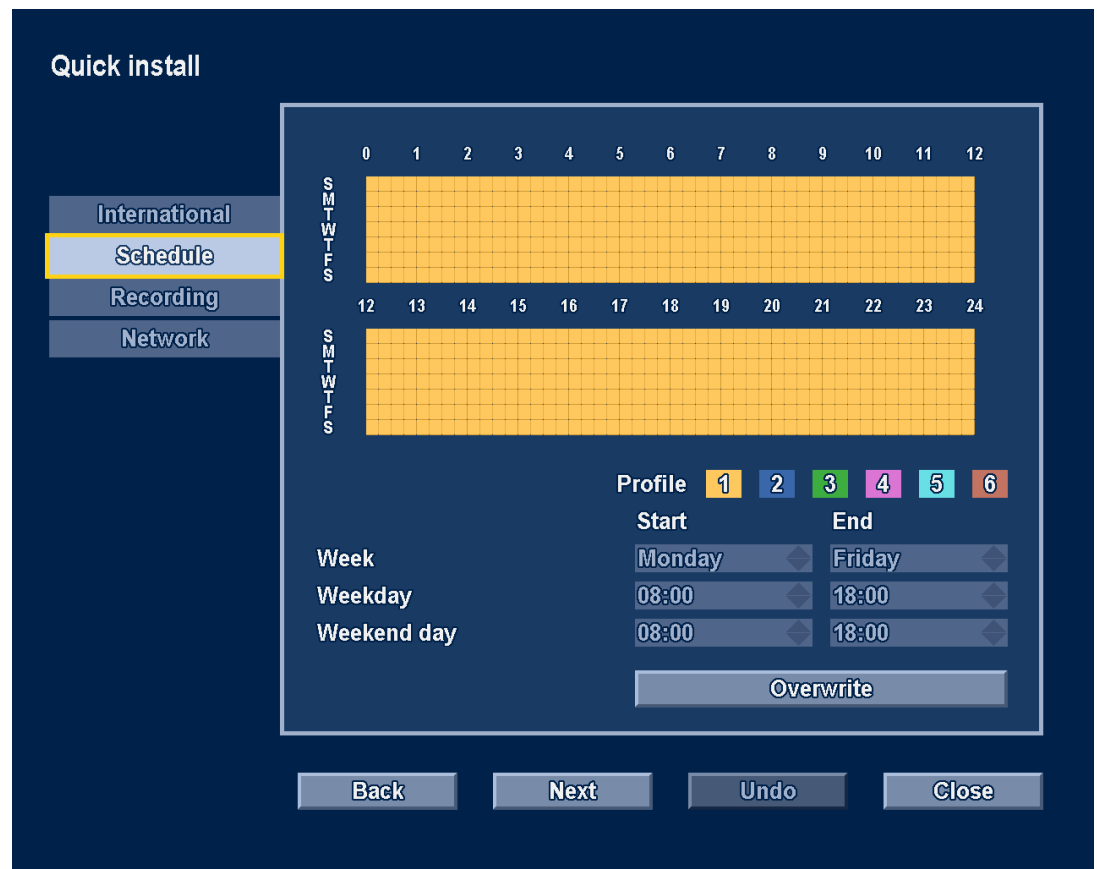 Quick install
0 1 2 3 4 5 6 7 8 9 10 11 12
S
M
T
W
T
F
S
International
Schedule
Recording
Network
12 13 14 15 16 17 18 19 20 21 22 23 24
S
M
T
W
T
F
S
Profile 1 2 3 4 5 6
Start End
Week Monday Friday
Weekday 08:00 18:00
Weekend day 08:00 18:00
Overwrite
Back Next Undo Close